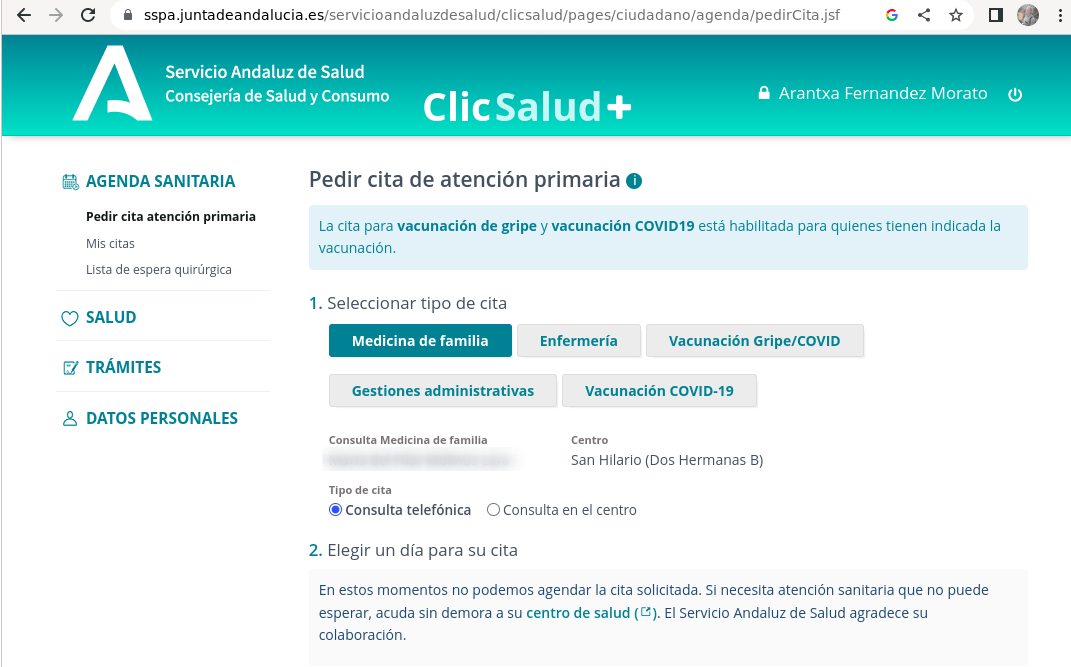 sspa.juntadeandalucia.es/servicioandaluzdesalud/clicsalud/pages/ciudadano/agenda/pedirCita.jsf
Servicio Andaluz de Salud
Consejería de Salud y Consumo
ClicSalud+
Arantxa Fernandez Morato
AGENDA SANITARIA
Pedir cita atención primaria
Mis citas
Lista de espera quirúrgica
SALUD
TRÁMITES
DATOS PERSONALES
Pedir cita de atención primaria
La cita para vacunación de gripe y vacunación COVID19 está habilitada para quienes tienen indicada la
vacunación.
1. Seleccionar tipo de cita
Medicina de familia Enfermería Vacunación Gripe/COVID
Gestiones administrativas Vacunación COVID-19
Consulta Medicina de familia Centro
San Hilario (Dos Hermanas B)
Tipo de cita
Consulta telefónica Consulta en el centro
2. Elegir un día para su cita
En estos momentos no podemos agendar la cita solicitada. Si necesita atención sanitaria que no puede
esperar, acuda sin demora a su centro de salud ( ). El Servicio Andaluz de Salud agradece su
colaboración.